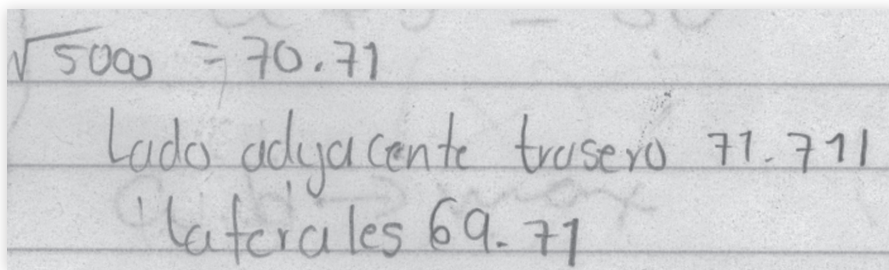 √5000 = 70.71
Lado adyacente trasero 71.711
laterales 69.71